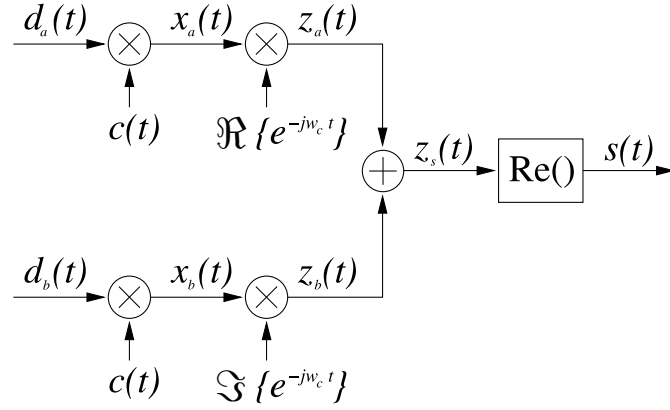 d_a(t) x_a(t) z_a(t)
c(t) ℜ {e^{-jw_c t}}
z_s(t) Re() s(t)
d_b(t) x_b(t) z_b(t)
c(t) ℑ {e^{-jw_c t}}